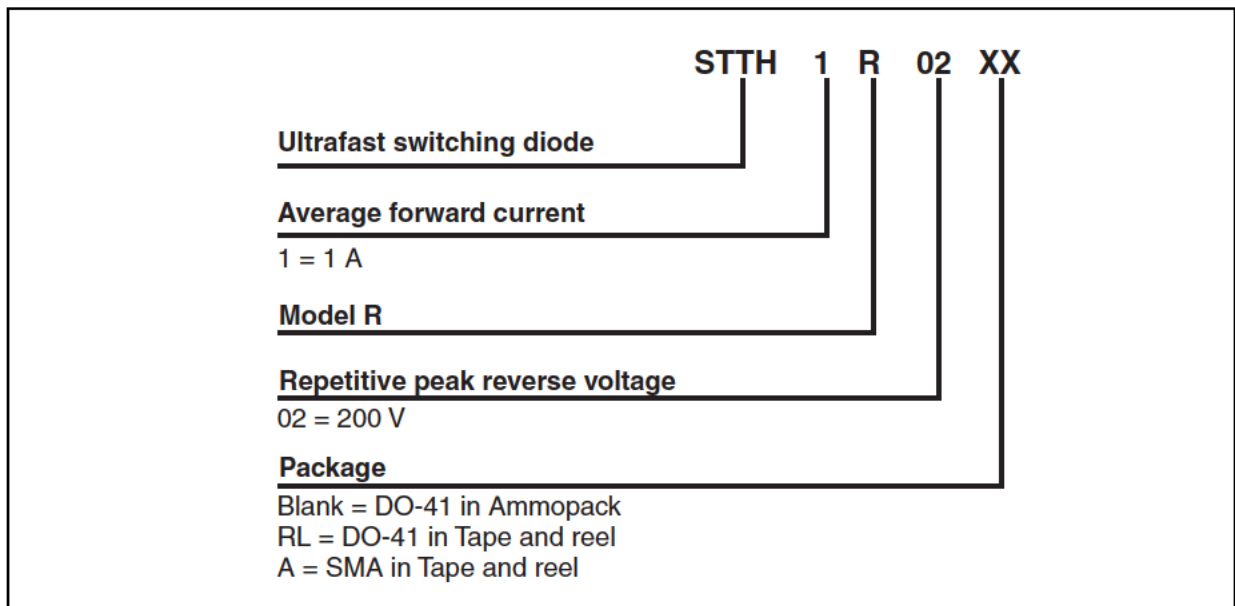 STTH 1 R 02 XX
Ultrafast switching diode
Average forward current
1 = 1 A
Model R
Repetitive peak reverse voltage
02 = 200 V
Package
Blank = DO-41 in Ammopack
RL = DO-41 in Tape and reel
A = SMA in Tape and reel